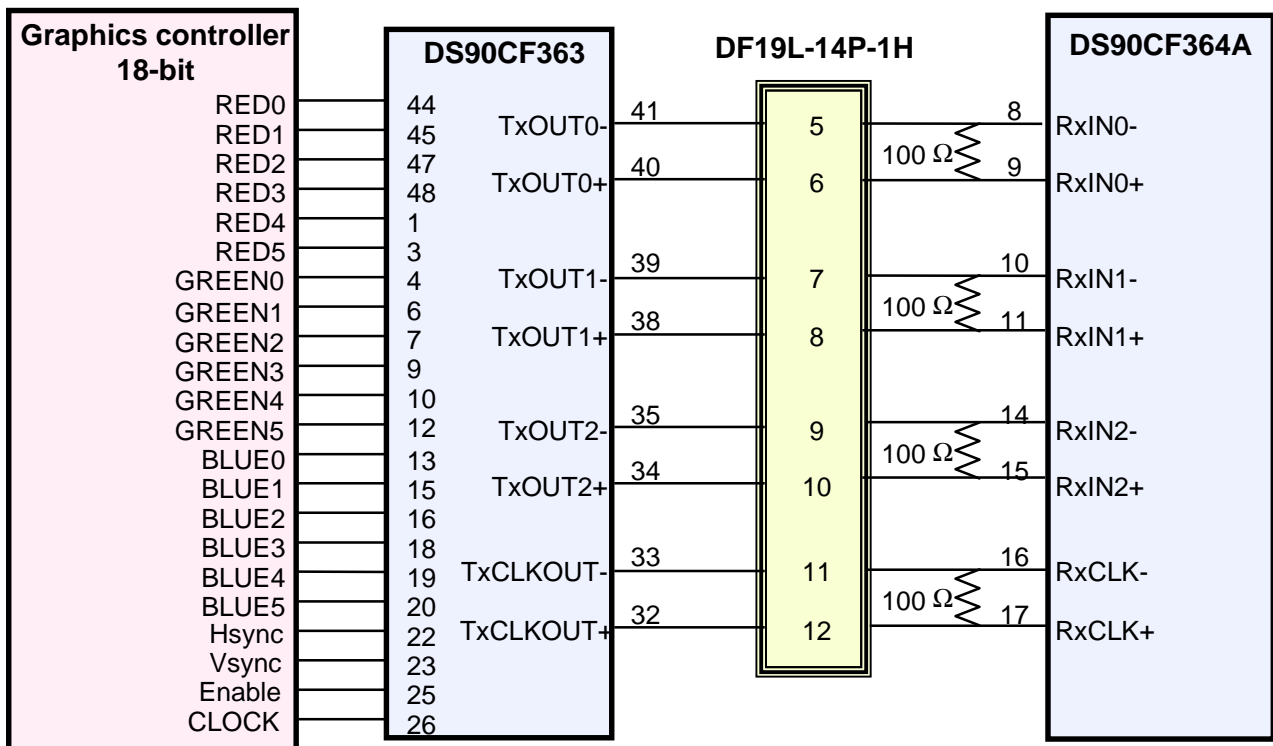 Graphics controller
18-bit
RED0
RED1
RED2
RED3
RED4
RED5
GREEN0
GREEN1
GREEN2
GREEN3
GREEN4
GREEN5
BLUE0
BLUE1
BLUE2
BLUE3
BLUE4
BLUE5
Hsync
Vsync
Enable
CLOCK
DS90CF363
44
45
47
48
1
3
4
6
7
9
10
12
13
15
16
18
19
20
22
23
25
26
TxOUT0-
TxOUT0+
TxOUT1-
TxOUT1+
TxOUT2-
TxOUT2+
TxCLKOUT-
TxCLKOUT+
41
40
39
38
35
34
33
32
DF19L-14P-1H
5
6
7
8
9
10
11
12
100 Ω
100 Ω
100 Ω
100 Ω
8
9
10
11
14
15
16
17
DS90CF364A
RxIN0-
RxIN0+
RxIN1-
RxIN1+
RxIN2-
RxIN2+
RxCLK-
RxCLK+